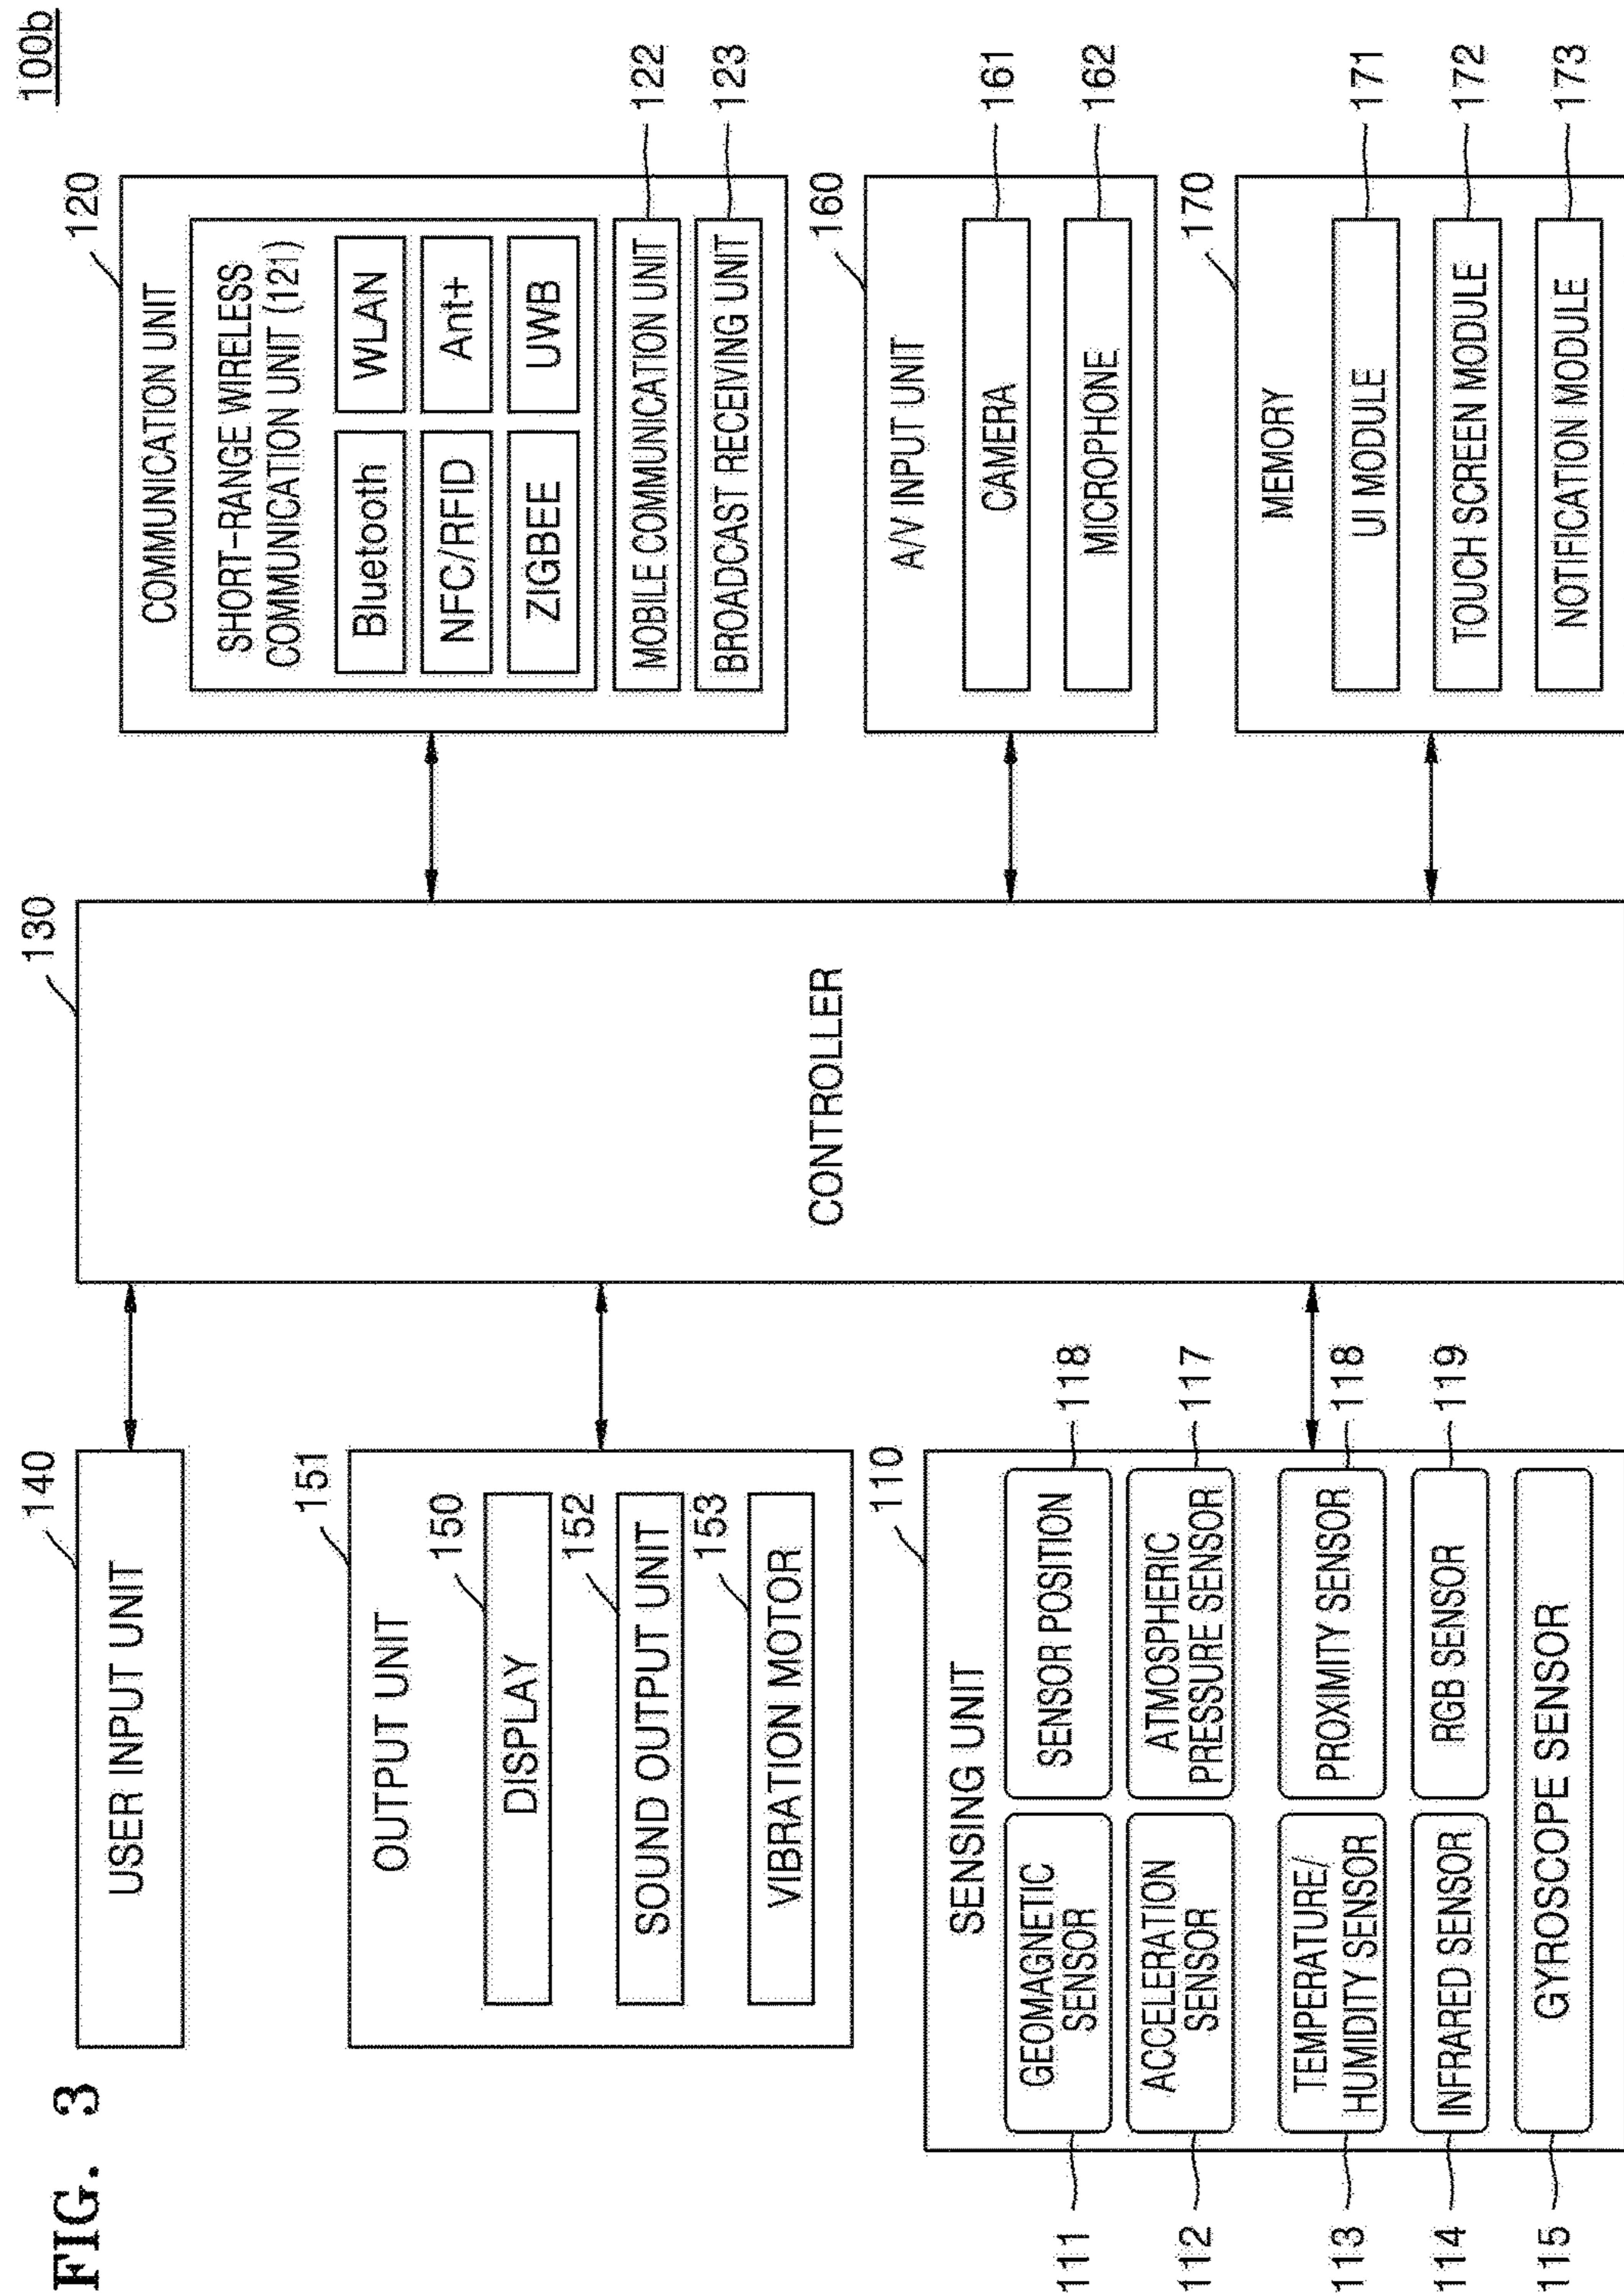 FIG. 3
100b
140
USER INPUT UNIT
151
OUTPUT UNIT
150
DISPLAY
152
SOUND OUTPUT UNIT
153
VIBRATION MOTOR
110
SENSING UNIT
111
GEOMAGNETIC
SENSOR
SENSOR POSITION
118
112
ACCELERATION
SENSOR
ATMOSPHERIC
PRESSURE SENSOR
117
113
TEMPERATURE/
HUMIDITY SENSOR
PROXIMITY SENSOR
118
114
INFRARED SENSOR
RGB SENSOR
119
115
GYROSCOPE SENSOR
130
CONTROLLER
120
COMMUNICATION UNIT
SHORT-RANGE WIRELESS
COMMUNICATION UNIT (121)
Bluetooth
WLAN
NFC/RFID
Ant+
ZIGBEE
UWB
MOBILE COMMUNICATION UNIT
122
BROADCAST RECEIVING UNIT
123
160
A/V INPUT UNIT
CAMERA
161
MICROPHONE
162
170
MEMORY
UI MODULE
171
TOUCH SCREEN MODULE
172
NOTIFICATION MODULE
173